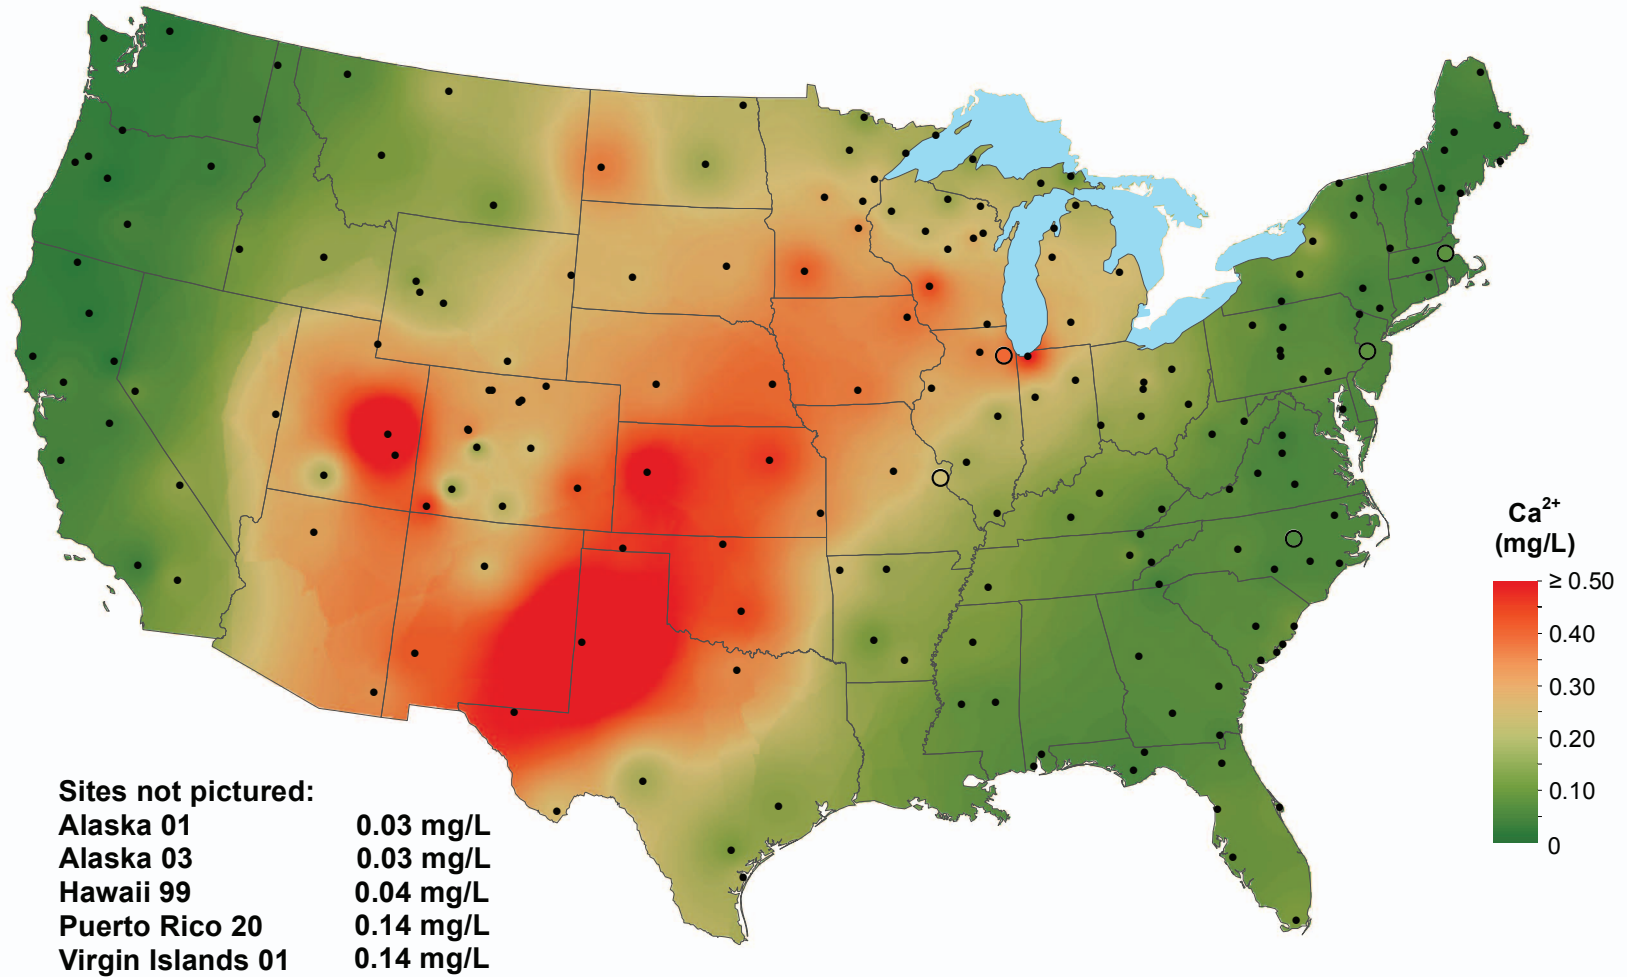 Ca²⁺
(mg/L)
≥ 0.50
0.40
0.30
0.20
0.10
0
Sites not pictured:
Alaska 01 0.03 mg/L
Alaska 03 0.03 mg/L
Hawaii 99 0.04 mg/L
Puerto Rico 20 0.14 mg/L
Virgin Islands 01 0.14 mg/L